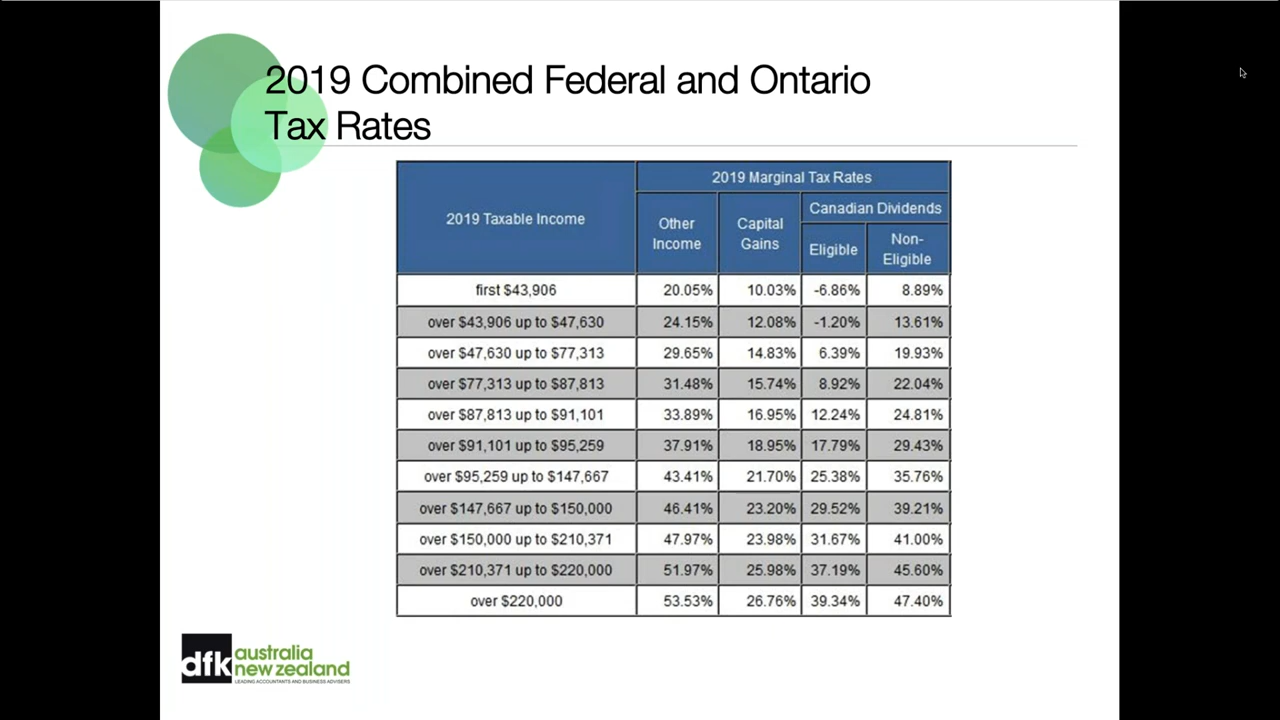 2019 Combined Federal and Ontario
Tax Rates
2019 Taxable Income
2019 Marginal Tax Rates
Other
Income
Capital
Gains
Canadian Dividends
Eligible
Non-
Eligible
first $43,906 20.05% 10.03% -6.86% 8.89%
over $43,906 up to $47,630 24.15% 12.08% -1.20% 13.61%
over $47,630 up to $77,313 29.65% 14.83% 6.39% 19.93%
over $77,313 up to $87,813 31.48% 15.74% 8.92% 22.04%
over $87,813 up to $91,101 33.89% 16.95% 12.24% 24.81%
over $91,101 up to $95,259 37.91% 18.95% 17.79% 29.43%
over $95,259 up to $147,667 43.41% 21.70% 25.38% 35.76%
over $147,667 up to $150,000 46.41% 23.20% 29.52% 39.21%
over $150,000 up to $210,371 47.97% 23.98% 31.67% 41.00%
over $210,371 up to $220,000 51.97% 25.98% 37.19% 45.60%
over $220,000 53.53% 26.76% 39.34% 47.40%
dfk australia
new zealand
LEADING ACCOUNTANTS AND BUSINESS ADVISERS